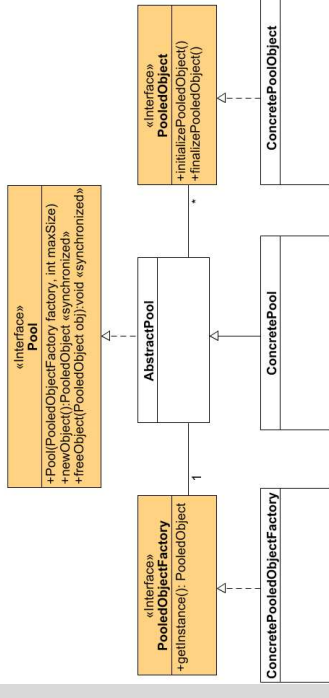 «Interface»
Pool
+Pool(PooledObjectFactory factory, int maxSize)
+newObject():PooledObject «synchronized»
+freeObject(PooledObject obj):void «synchronized»
«Interface»
PooledObjectFactory
+getInstance(): PooledObject
1
AbstractPool
*
«Interface»
PooledObject
+initializePooledObject()
+finalizePooledObject()
ConcretePooledObjectFactory
ConcretePool
ConcretePoolObject